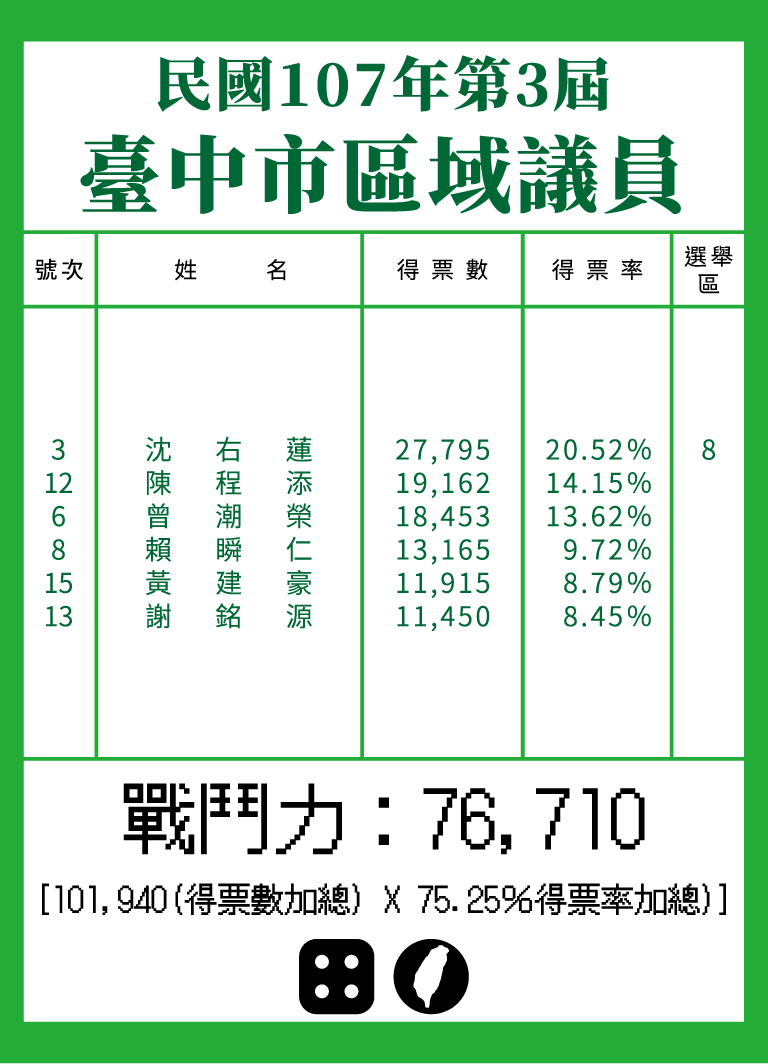 民國107年第3屆
臺中市區域議員
號次 姓名 得票數 得票率 選舉區
3 沈右蓮 27,795 20.52% 8
12 陳程添 19,162 14.15%
6 曾潮榮 18,453 13.62%
8 賴瞬仁 13,165 9.72%
15 黃建豪 11,915 8.79%
13 謝銘源 11,450 8.45%
戰鬥力：76,710
[101,940(得票數加總) X 75.25%得票率加總)]